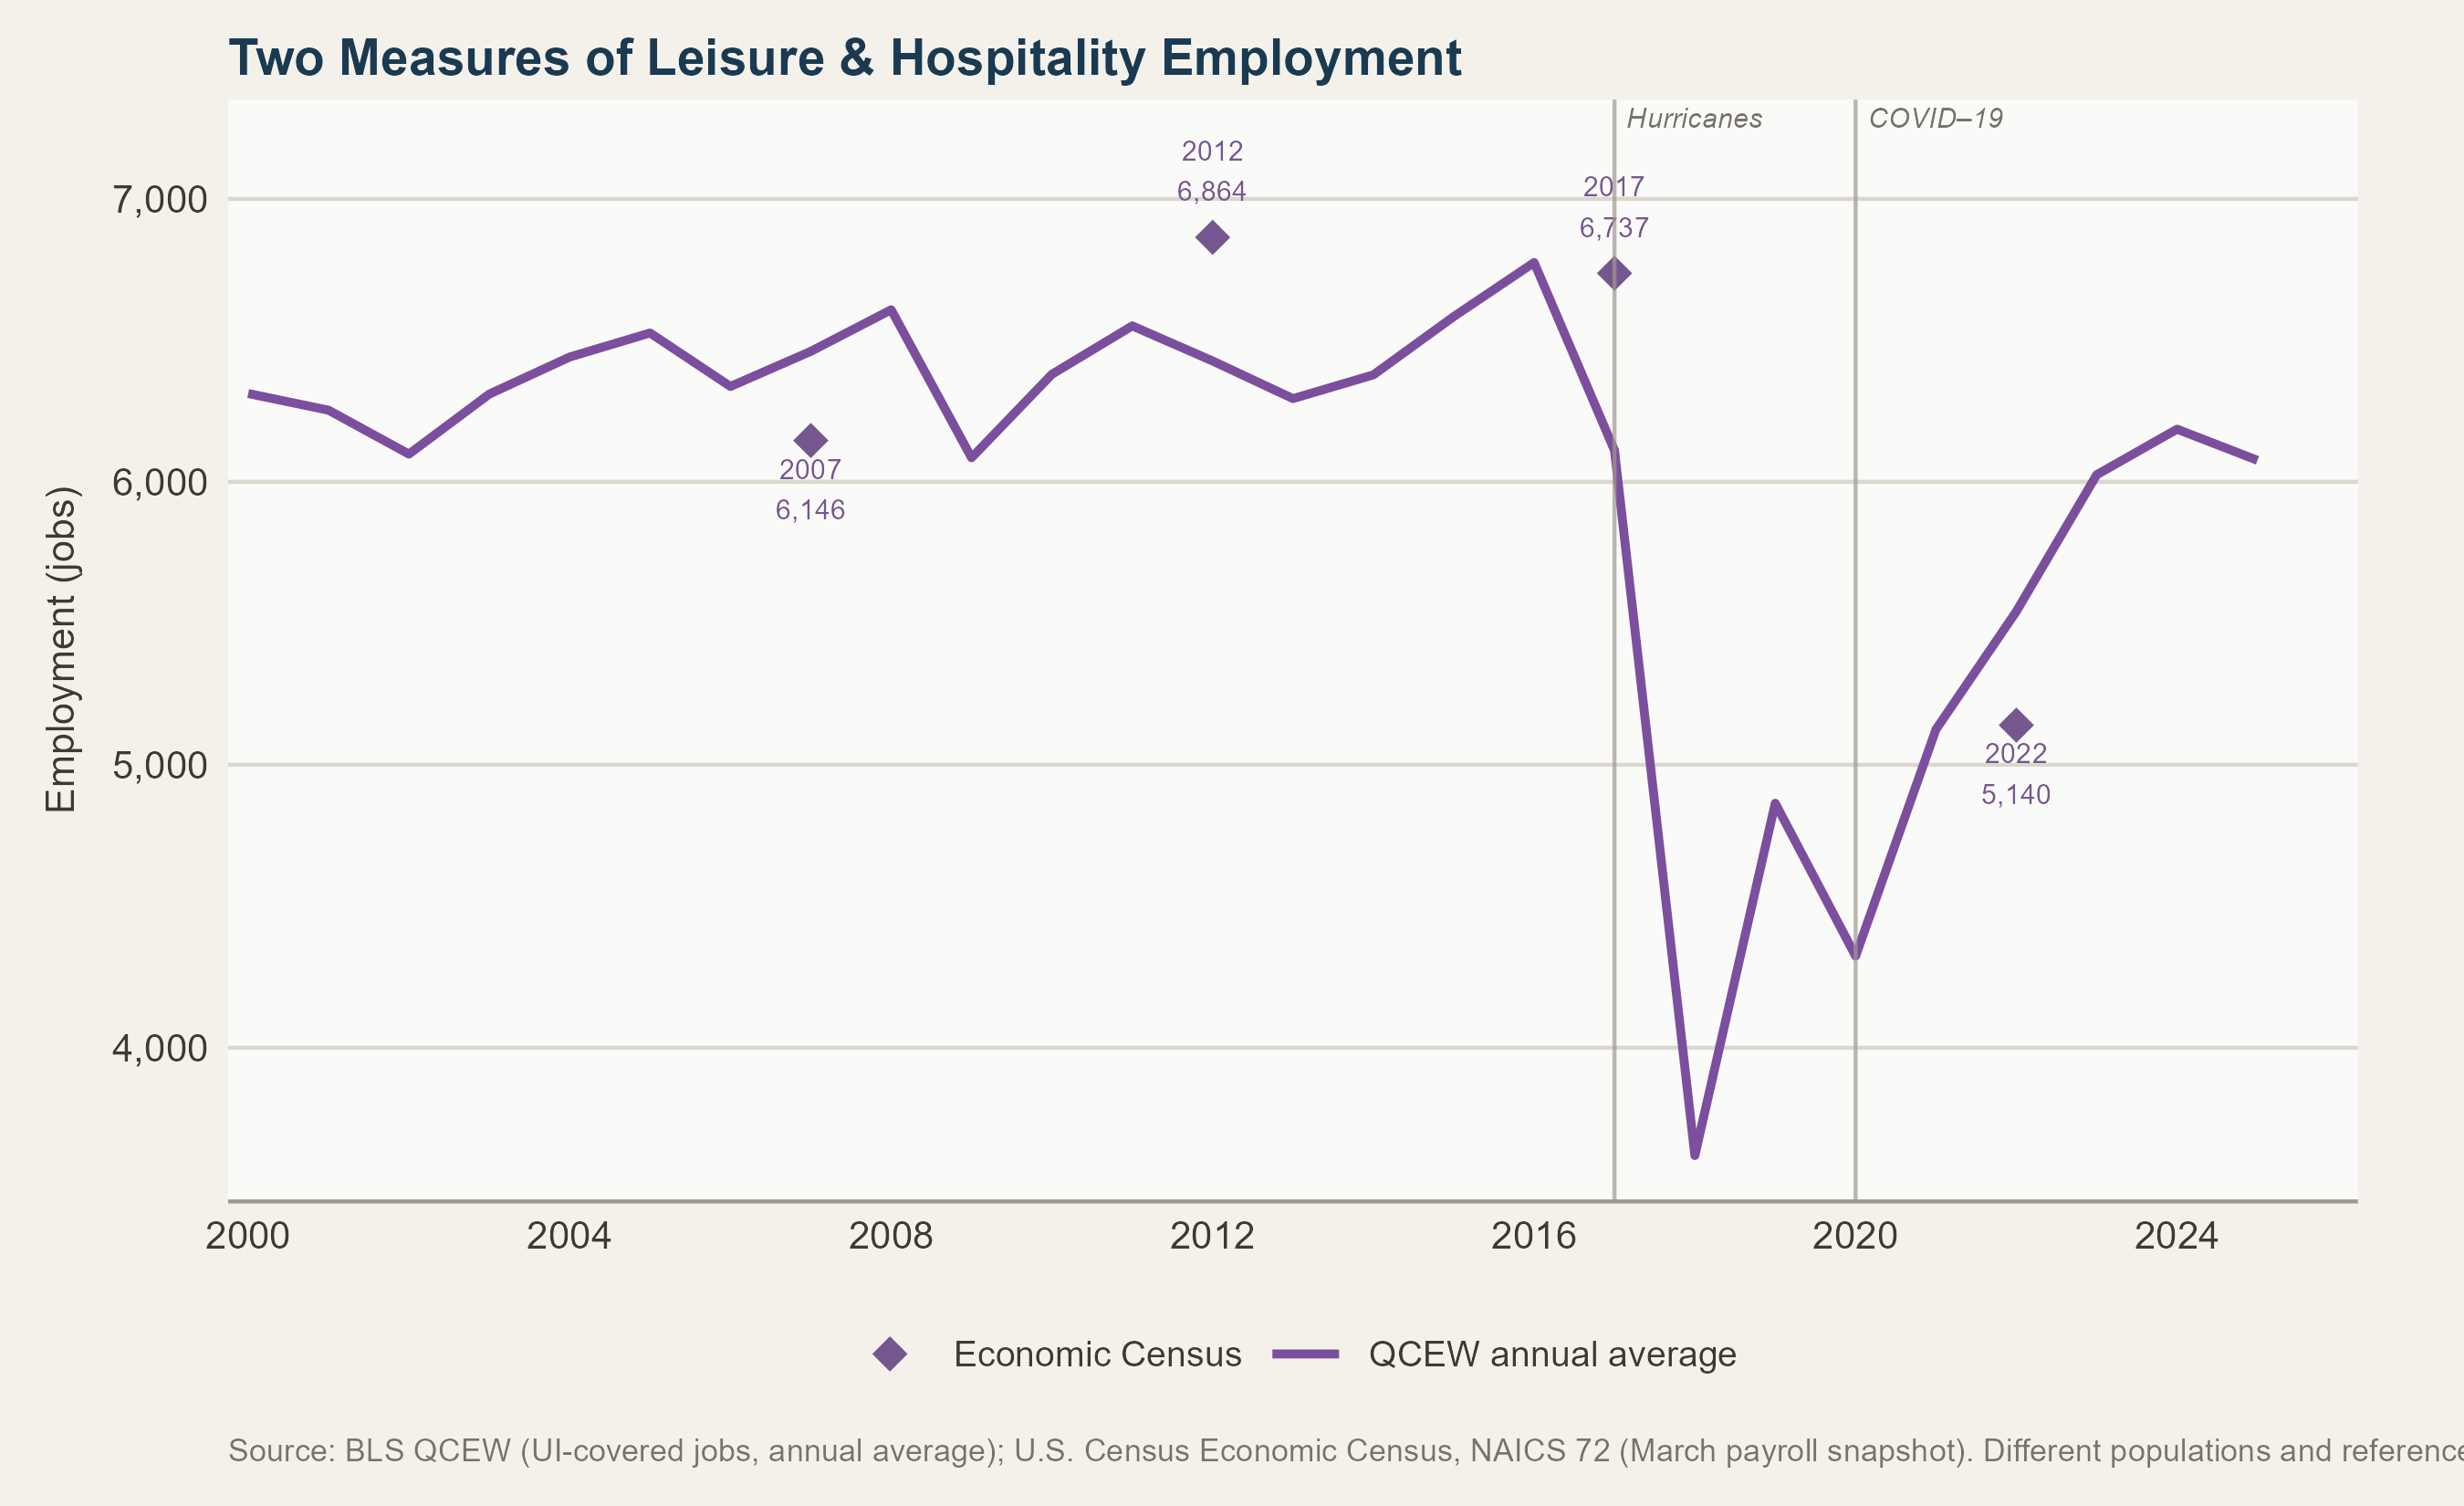 Two Measures of Leisure & Hospitality Employment
Hurricanes
COVID–19
2012
6,864
2017
6,737
7,000
2007
6,146
6,000
2022
5,140
5,000
4,000
Employment (jobs)
2000
2004
2008
2012
2016
2020
2024
Economic Census
QCEW annual average
Source: BLS QCEW (UI-covered jobs, annual average); U.S. Census Economic Census, NAICS 72 (March payroll snapshot). Different populations and reference